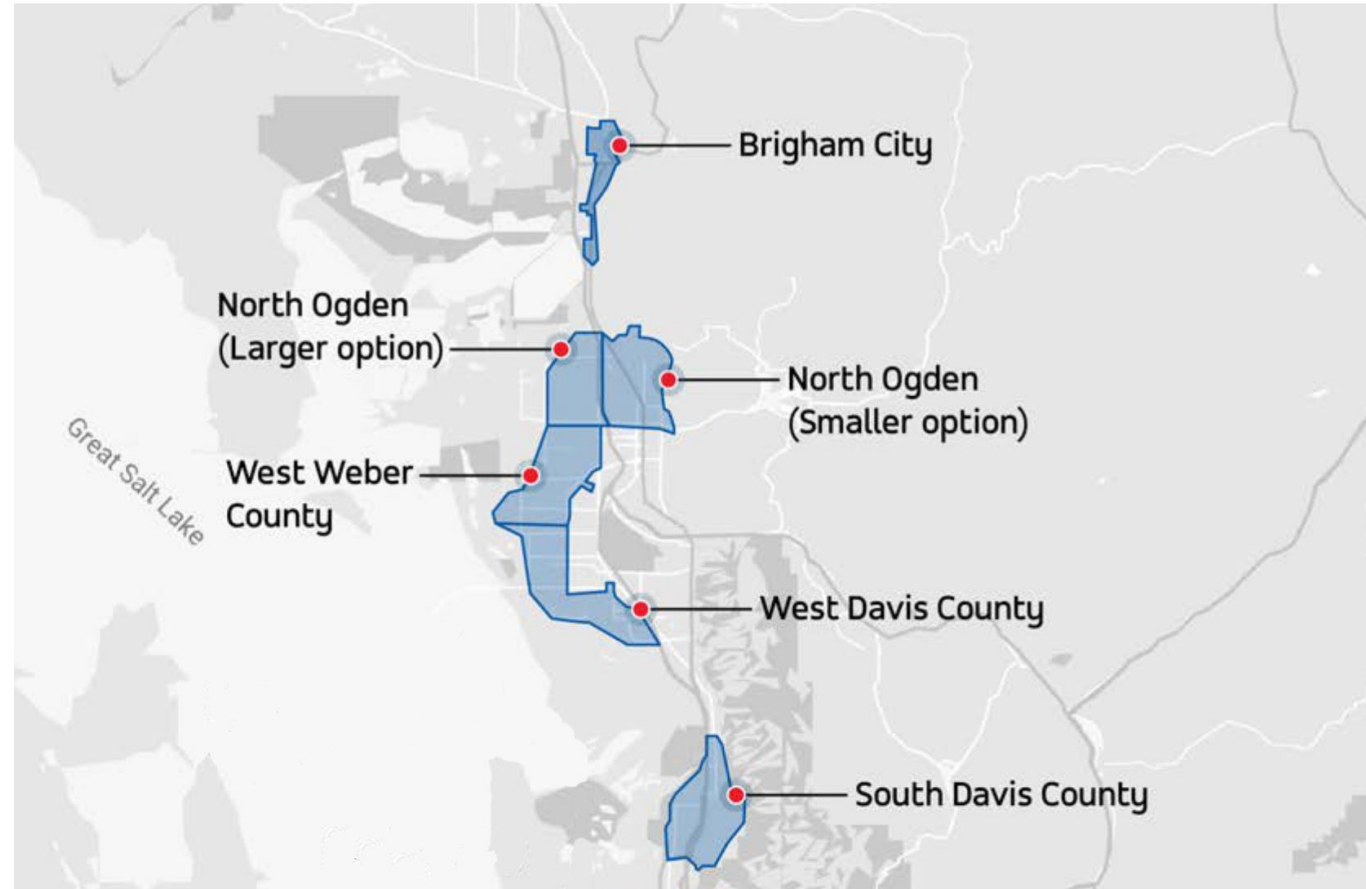 Brigham City
North Ogden
(Larger option)
North Ogden
(Smaller option)
Great Salt Lake
West Weber
County
West Davis County
South Davis County